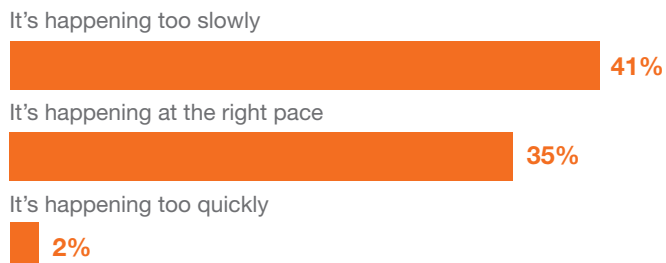 It’s happening too slowly
41%
It’s happening at the right pace
35%
It’s happening too quickly
2%